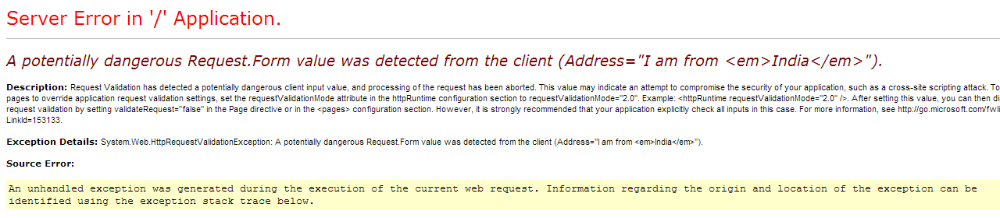 Server Error in '/' Application.
A potentially dangerous Request.Form value was detected from the client (Address="I am from <em>India</em>").
Description: Request Validation has detected a potentially dangerous client input value, and processing of the request has been aborted. This value may indicate an attempt to compromise the security of your application, such as a cross-site scripting attack. To
pages to override application request validation settings, set the requestValidationMode attribute in the httpRuntime configuration section to requestValidationMode="2.0". Example: <httpRuntime requestValidationMode="2.0" />. After setting this value, you can then di
request validation by setting validateRequest="false" in the Page directive or in the <pages> configuration section. However, it is strongly recommended that your application explicitly check all inputs in this case. For more information, see http://go.microsoft.com/fwli
LinkId=153133.
Exception Details: System.Web.HttpRequestValidationException: A potentially dangerous Request.Form value was detected from the client (Address="I am from <em>India</em>").
Source Error:
An unhandled exception was generated during the execution of the current web request. Information regarding the origin and location of the exception can be
identified using the exception stack trace below.